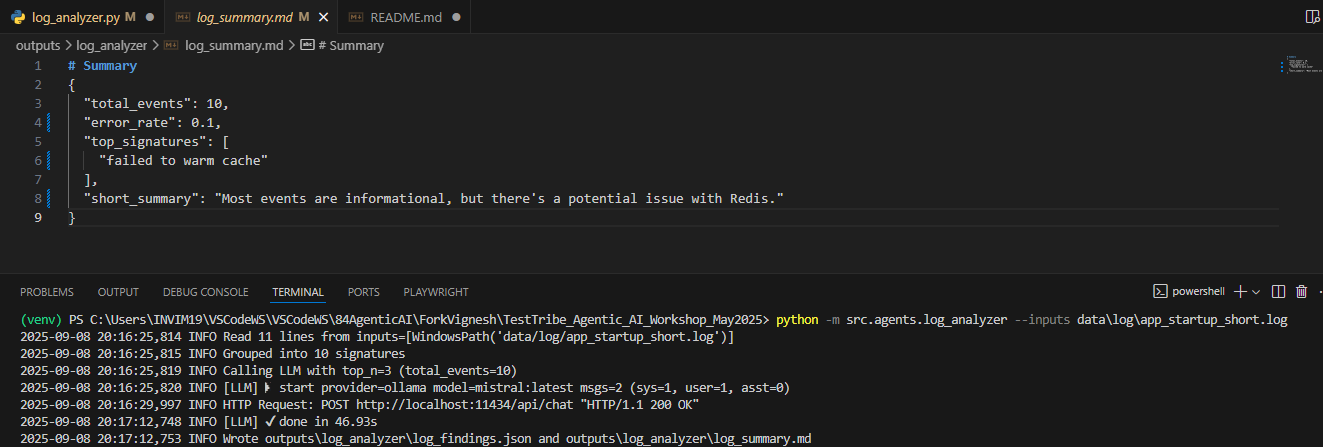 log_analyzer.py M
log_summary.md M
README.md
outputs > log_analyzer > log_summary.md > # Summary
1 # Summary
2 {
3 "total_events": 10,
4 "error_rate": 0.1,
5 "top_signatures": [
6 "failed to warm cache"
7 ],
8 "short_summary": "Most events are informational, but there's a potential issue with Redis."
9 }
PROBLEMS OUTPUT DEBUG CONSOLE TERMINAL PORTS PLAYWRIGHT
powershell
(venv) PS C:\Users\INVIM19\VSCodeWS\VSCodeWS\84AgenticAI\ForkVignesh\TestTribe_Agentic_AI_Workshop_May2025> python -m src.agents.log_analyzer --inputs data\log\app_startup_short.log
2025-09-08 20:16:25,814 INFO Read 11 lines from inputs=[WindowsPath('data/log/app_startup_short.log')]
2025-09-08 20:16:25,815 INFO Grouped into 10 signatures
2025-09-08 20:16:25,819 INFO Calling LLM with top_n=3 (total_events=10)
2025-09-08 20:16:25,820 INFO [LLM] ▶ start provider=ollama model=mistral:latest msgs=2 (sys=1, user=1, asst=0)
2025-09-08 20:16:29,997 INFO HTTP Request: POST http://localhost:11434/api/chat "HTTP/1.1 200 OK"
2025-09-08 20:17:12,748 INFO [LLM] ✓ done in 46.93s
2025-09-08 20:17:12,753 INFO Wrote outputs\log_analyzer\log_findings.json and outputs\log_analyzer\log_summary.md